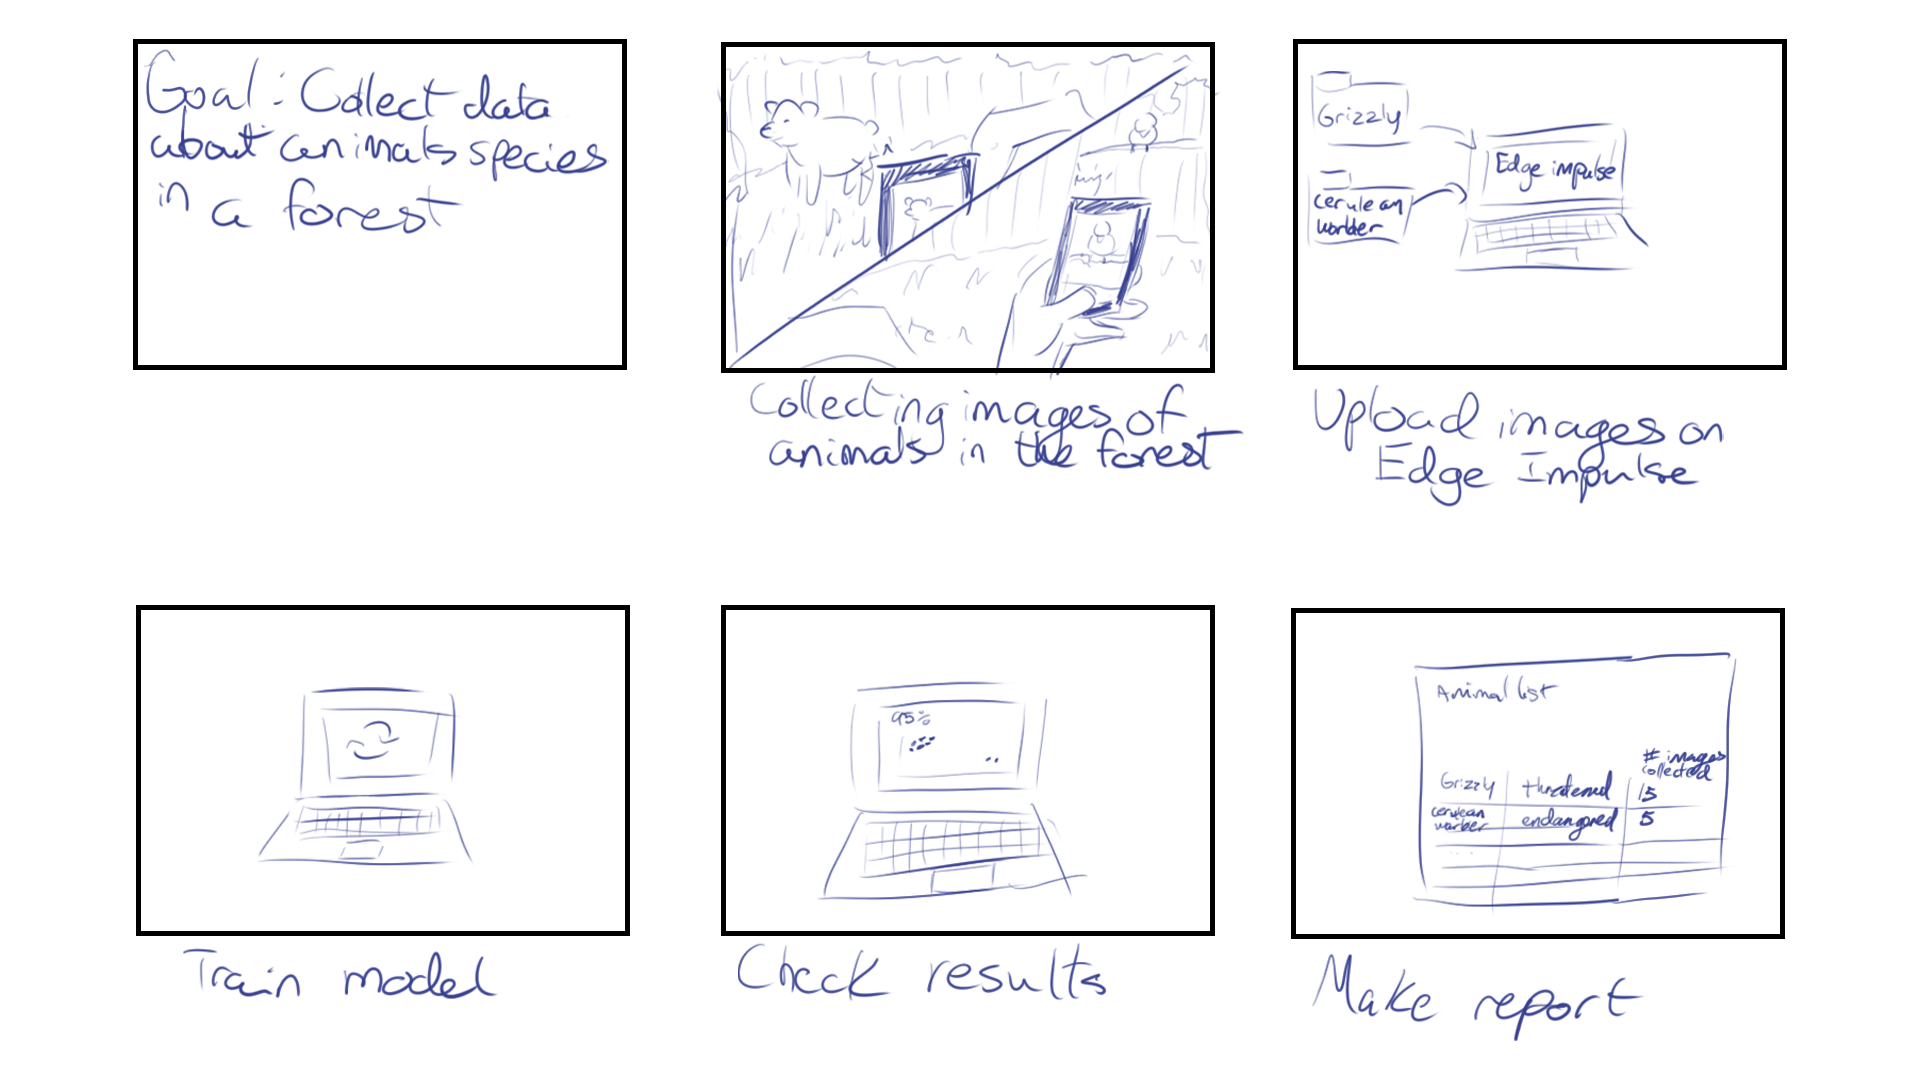 Goal: Collect data
about animals species
in a forest
Collecting images of
animals in the forest
Grizzly
cerulean
warbler
Edge impulse
Upload images on
Edge Impulse
Train model
95%
Check results
Animal list
# images
collected
Grizzly threatened 15
cerulean
warbler endangered 5
Make report